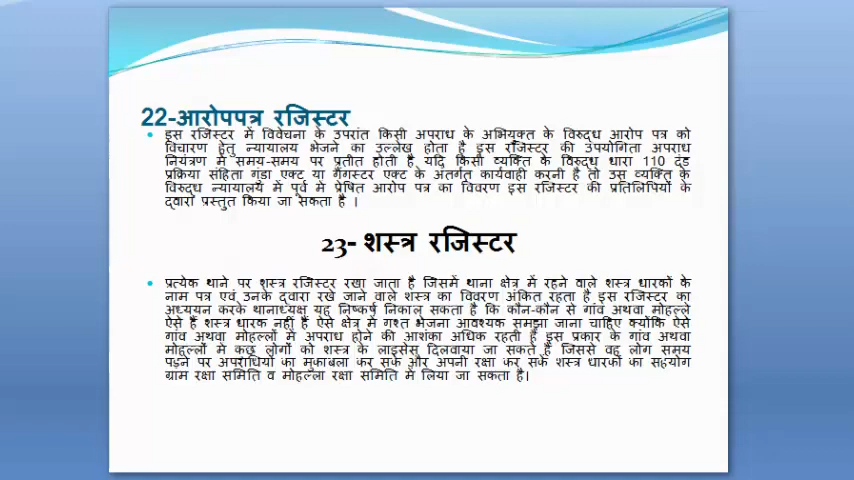 22-आरोपपत्र रजिस्टर
इस रजिस्टर में विवेचना के उपरांत किसी अपराध के अभियुक्त के विरुद्ध आरोप पत्र को
विचारण हेतु न्यायालय भेजने का उल्लेख होता है इस रजिस्टर की उपयोगिता अपराध
नियंत्रण में समय-समय पर प्रतीत होती है यदि किसी व्यक्ति के विरुद्ध धारा 110 दंड
प्रक्रिया संहिता गुंडा एक्ट या गैंगस्टर एक्ट के अंतर्गत कार्यवाही करनी है तो उस व्यक्ति के
विरुद्ध न्यायालय में पूर्व में प्रेषित आरोप पत्र का विवरण इस रजिस्टर की प्रतिलिपियों के
द्वारा प्रस्तुत किया जा सकता है ।
23- शस्त्र रजिस्टर
प्रत्येक थाने पर शस्त्र रजिस्टर रखा जाता है जिसमें थाना क्षेत्र में रहने वाले शस्त्र धारकों के
नाम पत्र एवं उनके द्वारा रखे जाने वाले शस्त्र का विवरण अंकित रहता है इस रजिस्टर का
अध्ययन करके थानाध्यक्ष यह निष्कर्ष निकाल सकता है कि कौन-कौन से गांव अथवा मोहल्ले
ऐसे हैं शस्त्र धारक नहीं हैं ऐसे क्षेत्र में गश्त भेजना आवश्यक समझा जाना चाहिए क्योंकि ऐसे
गांव अथवा मोहल्लों में अपराध होने की आशंका अधिक रहती है इस प्रकार के गांव अथवा
मोहल्लों में कुछ लोगों को शस्त्र के लाइसेंस दिलवाया जा सकते हैं जिससे वह लोग समय
पड़ने पर अपराधियों का मुकाबला कर सकें और अपनी रक्षा कर सकें शस्त्र धारकों का सहयोग
ग्राम रक्षा समिति व मोहल्ला रक्षा समिति में लिया जा सकता है।